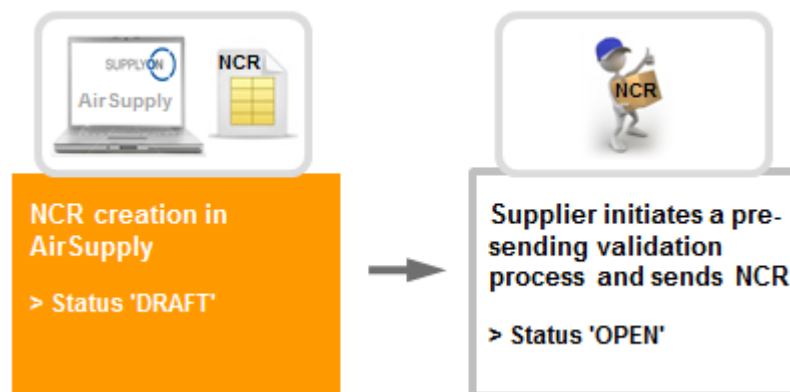 SUPPLYON
AirSupply
NCR
NCR
NCR creation in
AirSupply
> Status 'DRAFT'
Supplier initiates a pre-
sending validation
process and sends NCR
> Status 'OPEN'